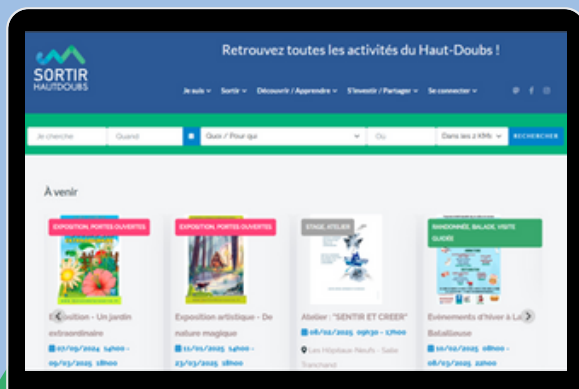 Retrouvez toutes les activités du Haut-Doubs !
SORTIR
HAUTDOUBS
Je suis Sortir Découvrir / Apprendre S'investir / Partager Se connecter
Je cherche Quand Quoi / Pour qui Ou Dans les 2 KMs RECHERCHER
À venir
EXPOSITION, PORTES OUVERTES
EXPOSITION, PORTES OUVERTES
STAGE, ATELIER
RANDONNÉE, BALADE, VISITE
GUIDÉE
Exposition - Un jardin
extraordinaire
07/09/2024 14h00 -
09/03/2025 18h00
Exposition artistique - De
nature magique
11/01/2025 14h00 -
23/03/2025 18h00
Atelier : "SENTIR ET CREER"
08/02/2025 09h30 - 17h00
Les Hôpitaux-Neufs - Salle
Tranchand
Evènements d'hiver à La
Batailleuse
10/02/2025 08h00 -
08/03/2025 22h00